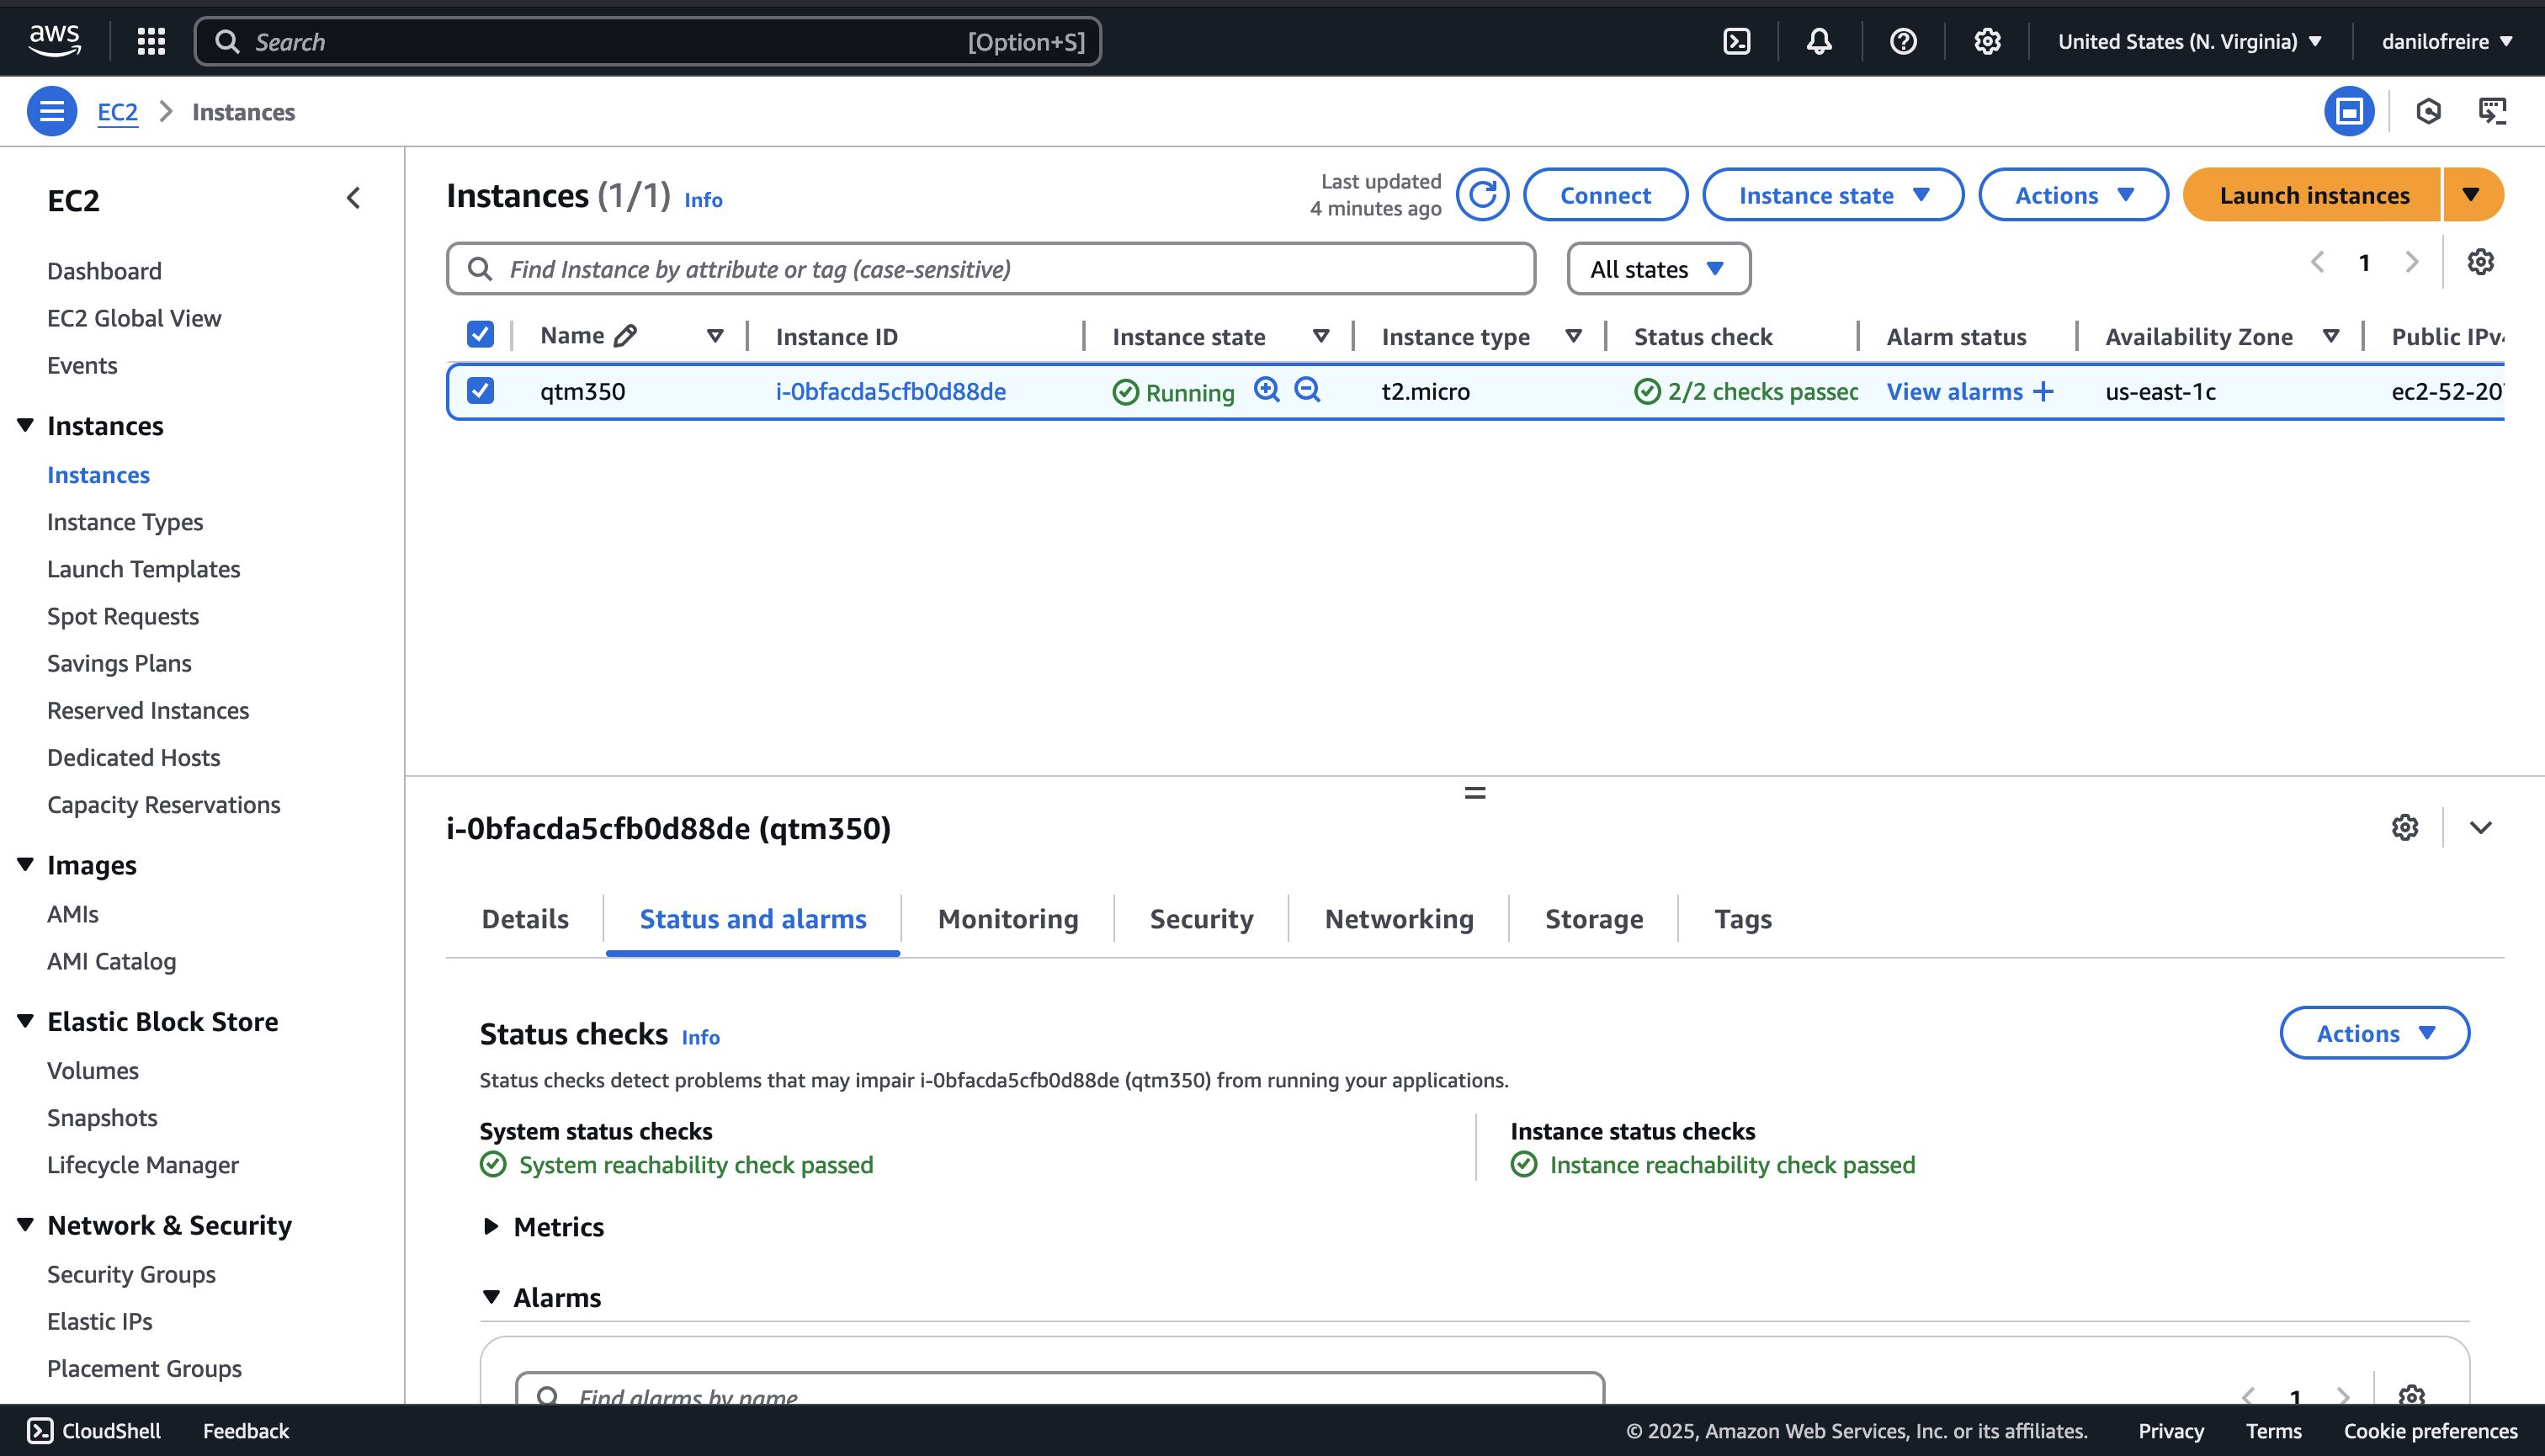 aws
Search
[Option+S]
United States (N. Virginia)
danilofreire
EC2
Instances
EC2
Dashboard
EC2 Global View
Events
Instances
Instances
Instance Types
Launch Templates
Spot Requests
Savings Plans
Reserved Instances
Dedicated Hosts
Capacity Reservations
Images
AMIs
AMI Catalog
Elastic Block Store
Volumes
Snapshots
Lifecycle Manager
Network & Security
Security Groups
Elastic IPs
Placement Groups
Instances (1/1) Info
Last updated
4 minutes ago
Connect
Instance state
Actions
Launch instances
Find Instance by attribute or tag (case-sensitive)
All states
1
Name Instance ID Instance state Instance type Status check Alarm status Availability Zone Public IPv4
qtm350 i-0bfacda5cfb0d88de Running t2.micro 2/2 checks passed View alarms + us-east-1c ec2-52-20
i-0bfacda5cfb0d88de (qtm350)
Details Status and alarms Monitoring Security Networking Storage Tags
Status checks Info
Actions
Status checks detect problems that may impair i-0bfacda5cfb0d88de (qtm350) from running your applications.
System status checks
System reachability check passed
Instance status checks
Instance reachability check passed
Metrics
Alarms
Find alarms by name
1
CloudShell
Feedback
© 2025, Amazon Web Services, Inc. or its affiliates.
Privacy
Terms
Cookie preferences